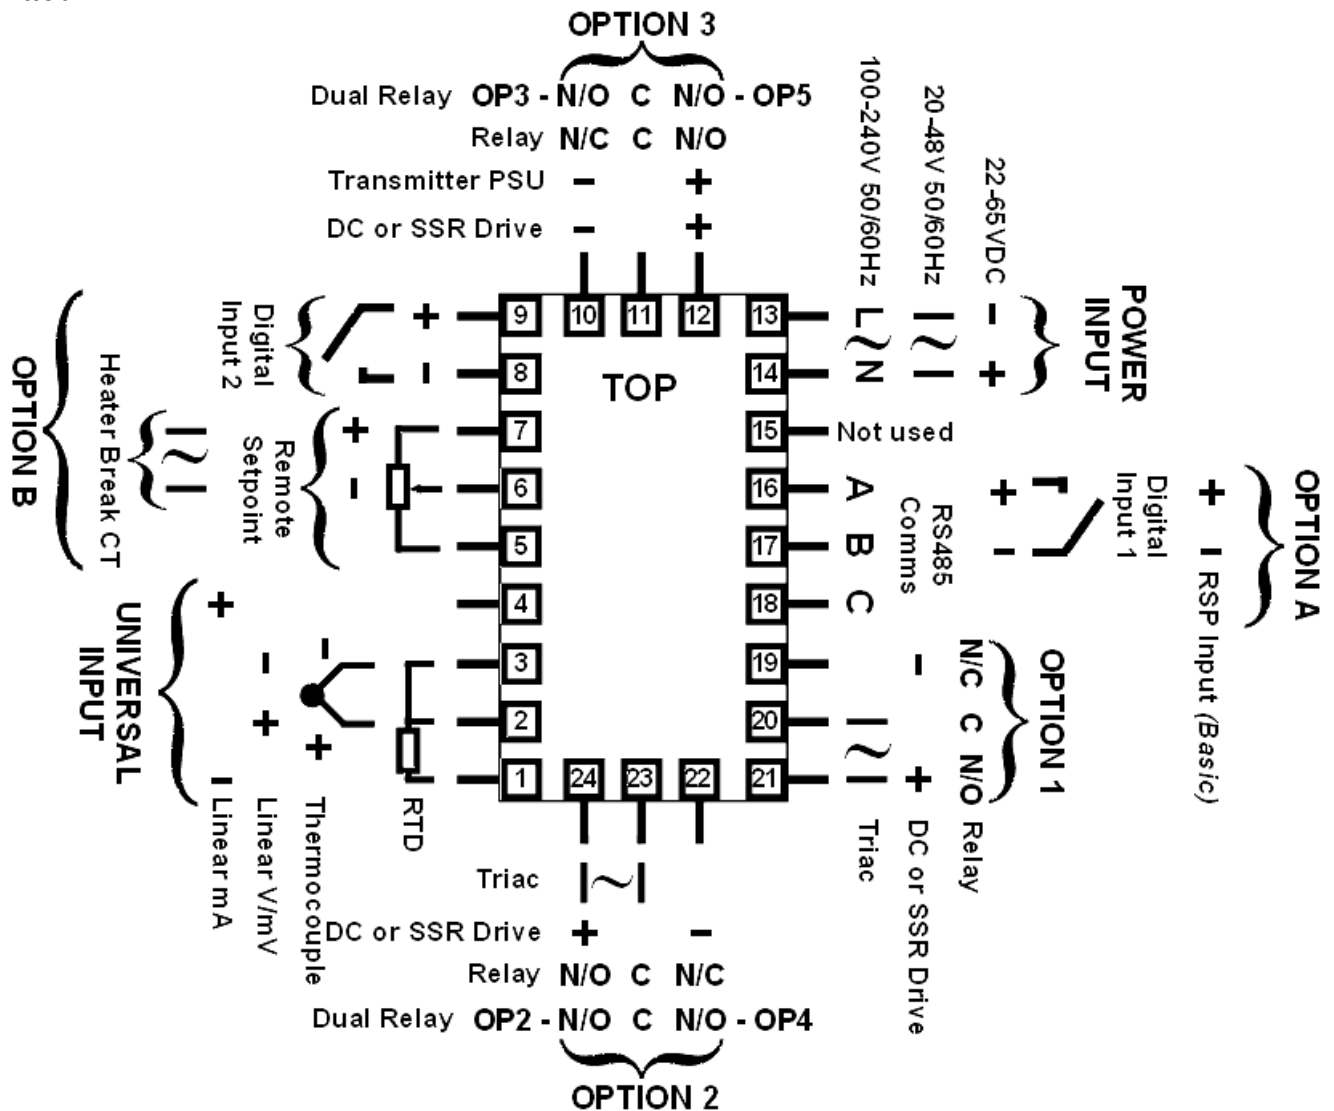 OPTION 3
Dual Relay OP3 - N/O C N/O - OP5
Relay N/C C N/O
Transmitter PSU - +
DC or SSR Drive - +
100-240V 50/60Hz
20-48V 50/60Hz
22-65VDC
POWER
INPUT
L
~
N
~
-
+
OPTION B
Digital
Input 2
+
-
Heater Break CT
~
Remote
Setpoint
+
-
9
8
7
6
5
4
3
2
1
10 11 12
TOP
13
14
15
16
17
18
19
20
21
24 23 22
Not used
A
B
C
RS485
Comms
+
-
Digital
Input 1
+
-
RSP Input (Basic)
OPTION A
UNIVERSAL
INPUT
+
-
Linear mA
-
+
Linear V/mV
-
+
Thermocouple
RTD
OPTION 1
N/C C N/O Relay
-
+
DC or SSR Drive
~
Triac
Triac ~
DC or SSR Drive + -
Relay N/O C N/C
Dual Relay OP2 - N/O C N/O - OP4
OPTION 2